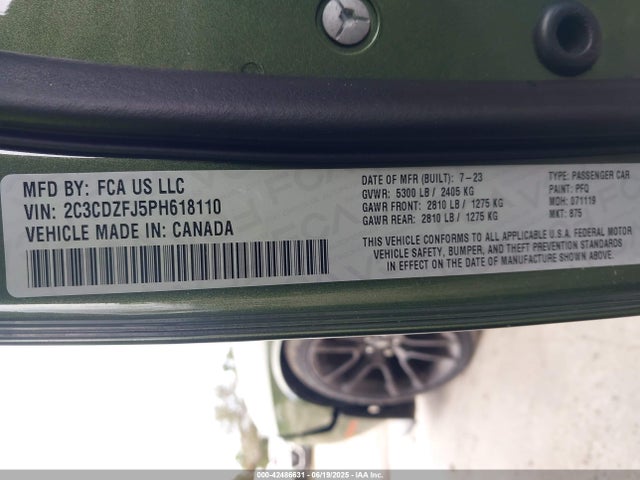 MFD BY: FCA US LLC
VIN: 2C3CDZFJ5PH618110
VEHICLE MADE IN: CANADA
DATE OF MFR (BUILT): 7-23
GVWR: 5300 LB / 2405 KG
GAWR FRONT: 2810 LB / 1275 KG
GAWR REAR: 2810 LB / 1275 KG
TYPE: PASSENGER CAR
PAINT: PFQ
MDH: 071119
MKT: 875
THIS VEHICLE CONFORMS TO ALL APPLICABLE U.S.A. FEDERAL MOTOR
VEHICLE SAFETY, BUMPER, AND THEFT PREVENTION STANDARDS
IN EFFECT ON THE DATE OF MANUFACTURE SHOWN ABOVE.
000-42486631 - 06/19/2025 - IAA Inc.